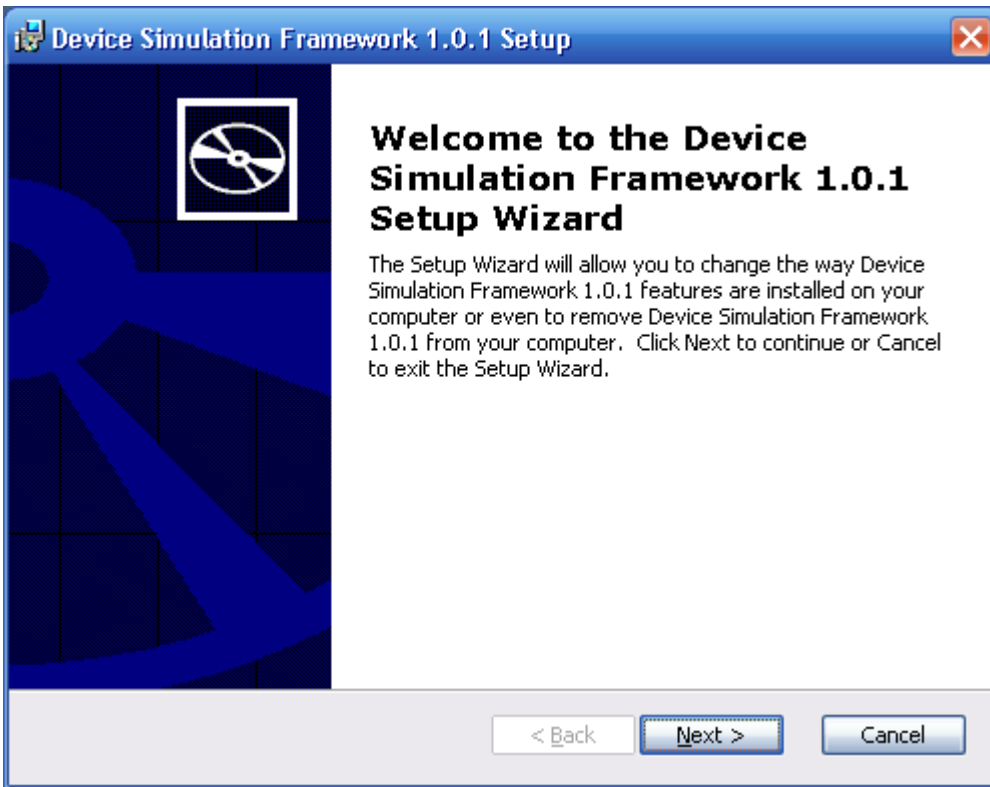 Device Simulation Framework 1.0.1 Setup
Welcome to the Device
Simulation Framework 1.0.1
Setup Wizard
The Setup Wizard will allow you to change the way Device
Simulation Framework 1.0.1 features are installed on your
computer or even to remove Device Simulation Framework
1.0.1 from your computer.  Click Next to continue or Cancel
to exit the Setup Wizard.
< Back
Next >
Cancel